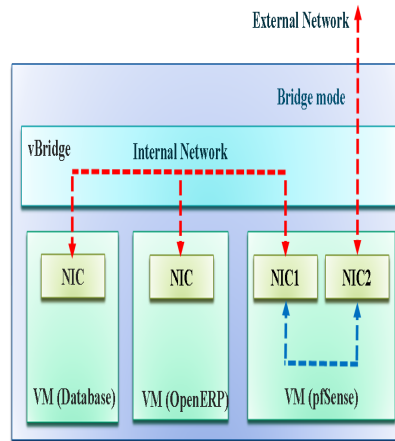 External Network
Bridge mode
vBridge
Internal Network
NIC
NIC
NIC1
NIC2
VM (Database)
VM (OpenERP)
VM (pfSense)